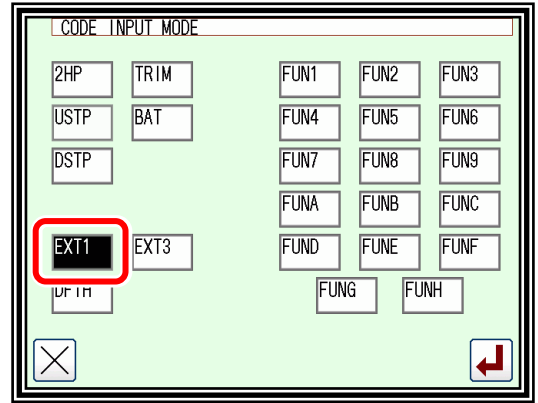 CODE INPUT MODE
2HP TRIM FUN1 FUN2 FUN3
USTP BAT FUN4 FUN5 FUN6
DSTP FUN7 FUN8 FUN9
FUNA FUNB FUNC
EXT1 EXT3 FUND FUNE FUNF
DPTH FUNG FUNH